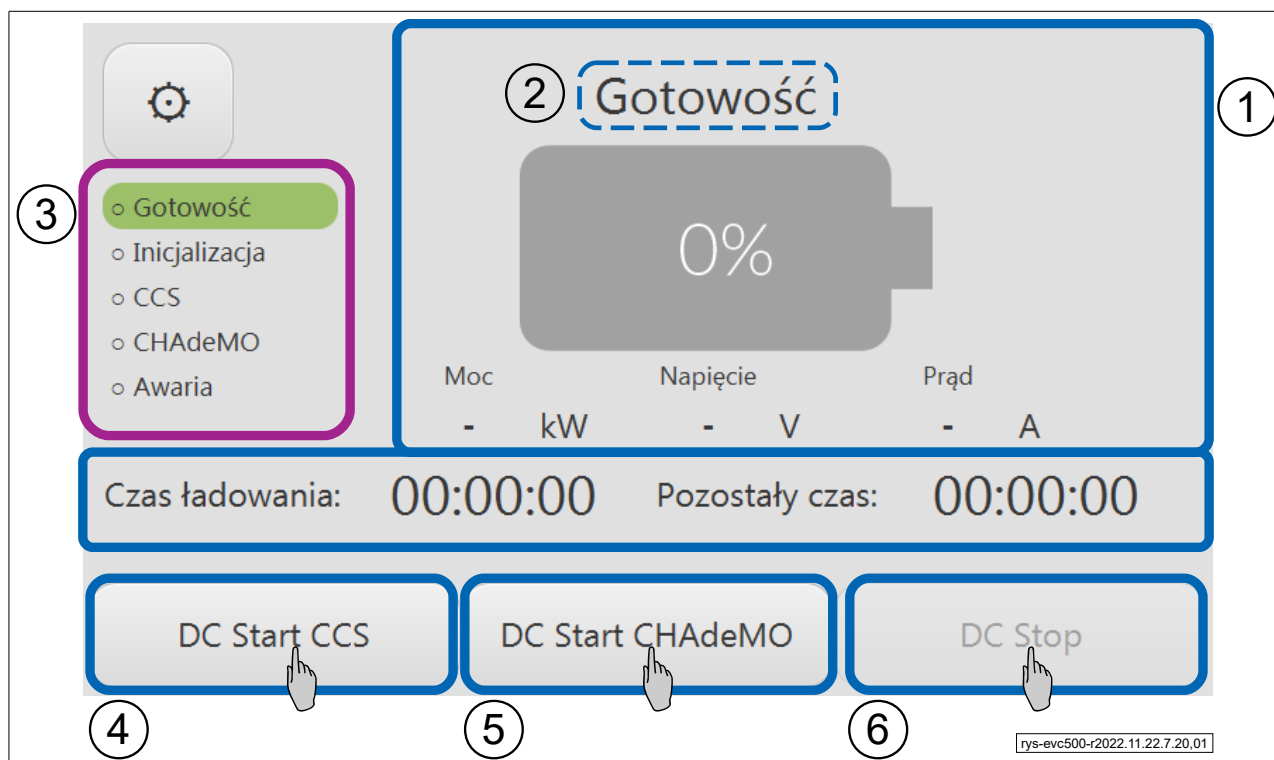 1
2 Gotowość
3
○ Gotowość
○ Inicjalizacja
○ CCS
○ CHAdeMO
○ Awaria
0%
Moc Napięcie Prąd
- kW - V - A
Czas ładowania: 00:00:00 Pozostały czas: 00:00:00
DC Start CCS DC Start CHAdeMO DC Stop
4 5 6
rys-evc500-r2022.11.22.7.20,01